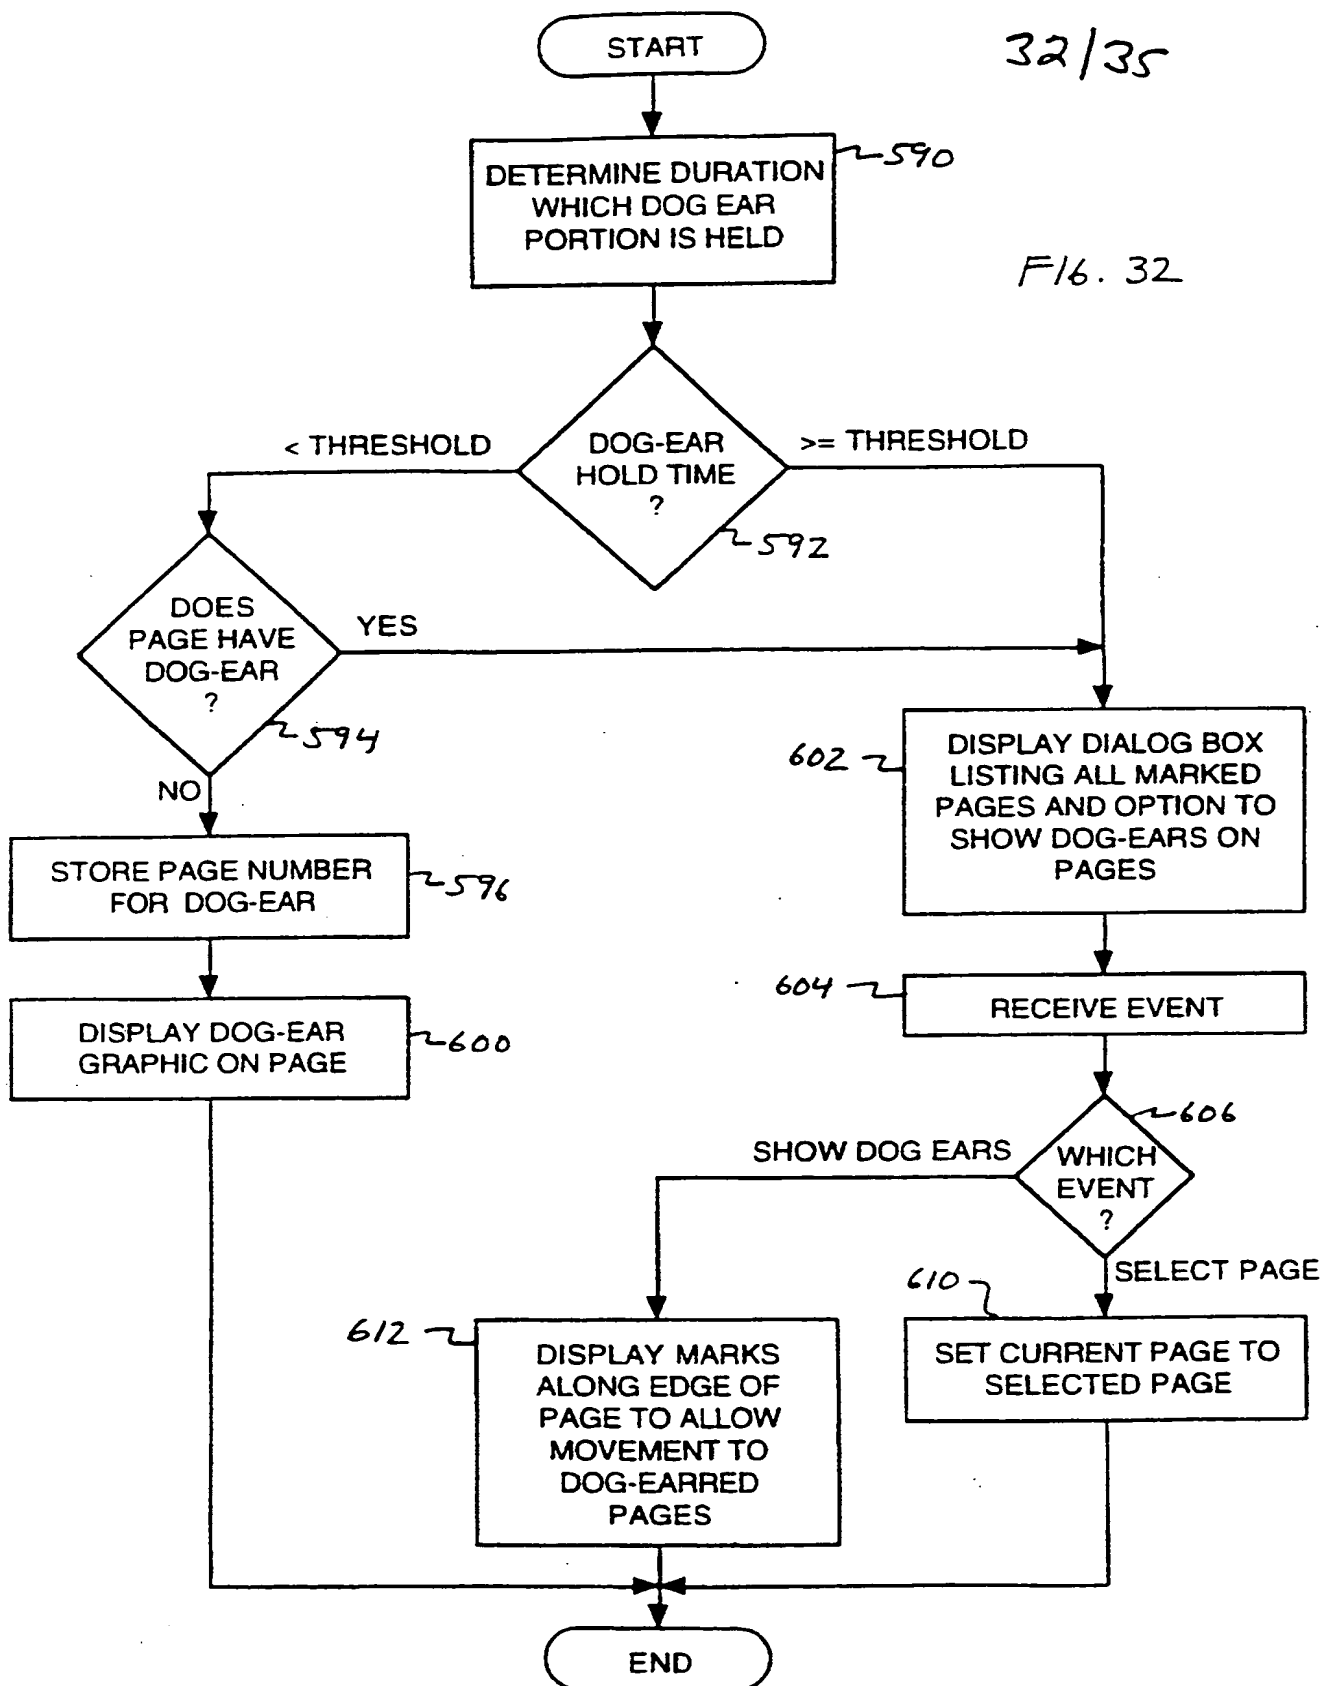 START
32/35
DETERMINE DURATION
WHICH DOG EAR
PORTION IS HELD
590
FIG. 32
< THRESHOLD
DOG-EAR
HOLD TIME
?
>= THRESHOLD
592
DOES
PAGE HAVE
DOG-EAR
?
YES
594
NO
STORE PAGE NUMBER
FOR DOG-EAR
596
DISPLAY DOG-EAR
GRAPHIC ON PAGE
600
602
DISPLAY DIALOG BOX
LISTING ALL MARKED
PAGES AND OPTION TO
SHOW DOG-EARS ON
PAGES
604
RECEIVE EVENT
606
SHOW DOG EARS
WHICH
EVENT
?
SELECT PAGE
610
SET CURRENT PAGE TO
SELECTED PAGE
612
DISPLAY MARKS
ALONG EDGE OF
PAGE TO ALLOW
MOVEMENT TO
DOG-EARRED
PAGES
END